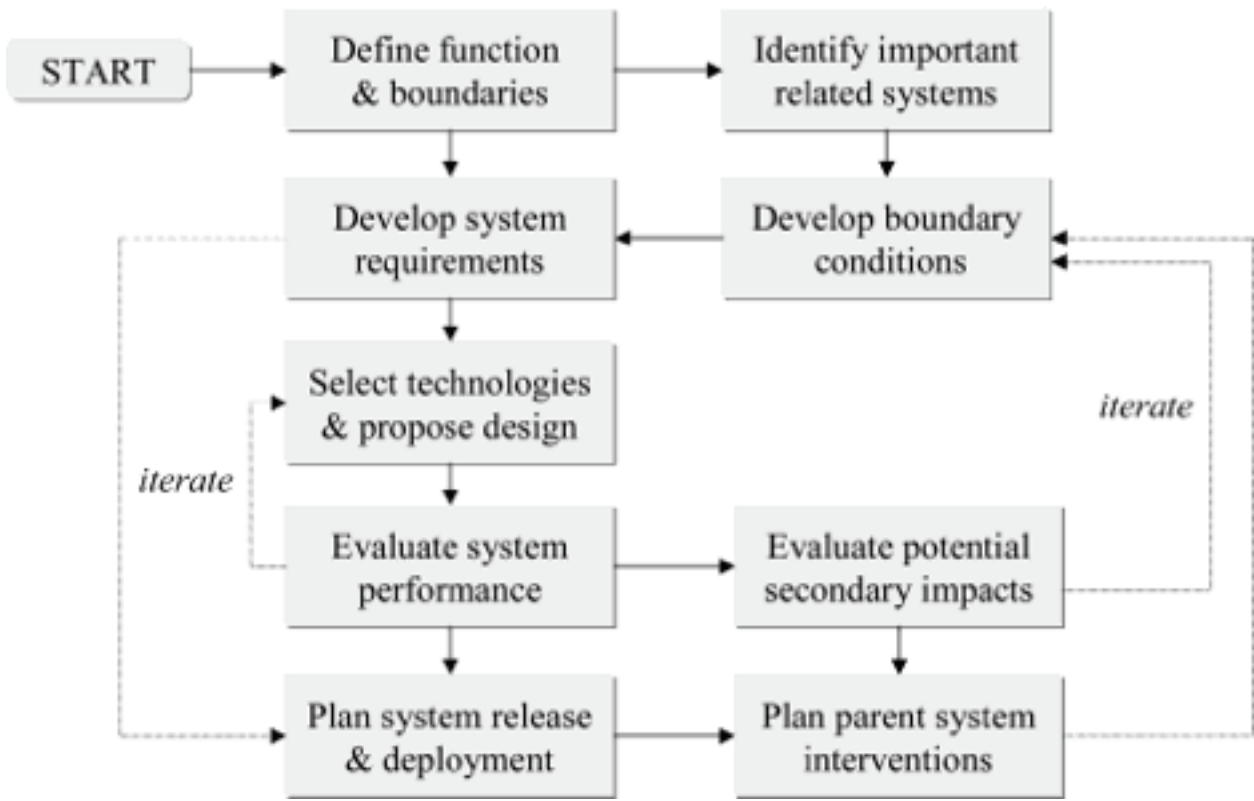 START
Define function
& boundaries
Identify important
related systems
Develop system
requirements
Develop boundary
conditions
Select technologies
& propose design
iterate
iterate
Evaluate system
performance
Evaluate potential
secondary impacts
Plan system release
& deployment
Plan parent system
interventions